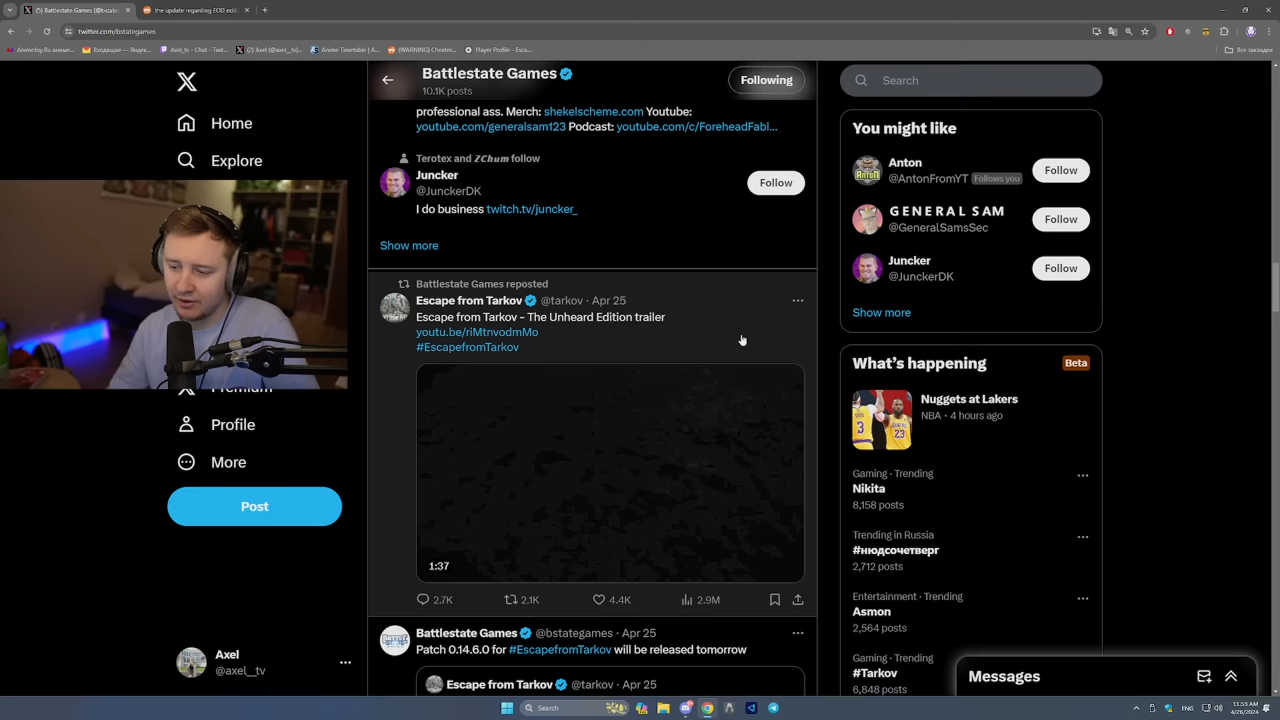 (5) Battlestate Games (@bstate
the update regarding EOD edi
twitter.com/bstategames
AnimeJoy.Ru аниме
Входящие — Яндек
Axel_tv - Chat - Twit
(2) Axel (@axel__tv)
Anime Timetable | A
(WARNING) Cheater
Player Profile - Esca
Все закладки
Battlestate Games
10.1K posts
Following
Search
Home
Explore
Premium
Profile
More
Post
Axel
@axel__tv
professional ass. Merch: shekelscheme.com Youtube:
youtube.com/generalsam123 Podcast: youtube.com/c/ForeheadFabl...
Terotex and ZChum follow
Juncker
@JunckerDK
Follow
I do business twitch.tv/juncker_
Show more
Battlestate Games reposted
Escape from Tarkov @tarkov · Apr 25
Escape from Tarkov - The Unheard Edition trailer
youtu.be/riMtnvodmMo
#EscapefromTarkov
1:37
2.7K 2.1K 4.4K 2.9M
Battlestate Games @bstategames · Apr 25
Patch 0.14.6.0 for #EscapefromTarkov will be released tomorrow
Escape from Tarkov @tarkov · Apr 25
You might like
Anton
@AntonFromYT Follows you
Follow
GENERAL SAM
@GeneralSamsSec
Follow
Juncker
@JunckerDK
Follow
Show more
What's happening
Beta
Nuggets at Lakers
NBA · 4 hours ago
Gaming · Trending
Nikita
8,158 posts
Trending in Russia
#нюдсочетверг
2,712 posts
Entertainment · Trending
Asmon
2,564 posts
Gaming · Trending
#Tarkov
6,848 posts
Messages
Search
ENG
11:53 AM
4/26/2024